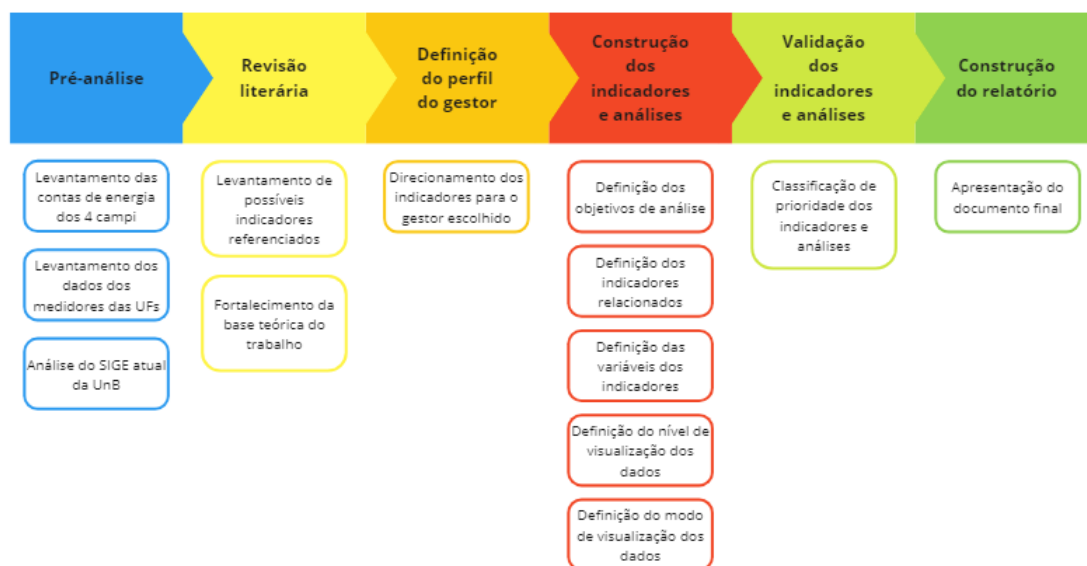 Pré-análise
Revisão
literária
Definição
do perfil
do gestor
Construção
dos
indicadores
e análises
Validação
dos
indicadores
e análises
Construção
do relatório
Levantamento das
contas de energia
dos 4 campi
Levantamento dos
dados dos
medidores das UFs
Análise do SIGE atual
da UnB
Levantamento de
possíveis
indicadores
referenciados
Fortalecimento da
base teórica do
trabalho
Direcionamento dos
indicadores para o
gestor escolhido
Definição dos
objetivos de análise
Definição dos
indicadores
relacionados
Definição das
variáveis dos
indicadores
Definição do nível de
visualização dos
dados
Definição do modo
de visualização dos
dados
Classificação de
prioridade dos
indicadores e
análises
Apresentação do
documento final